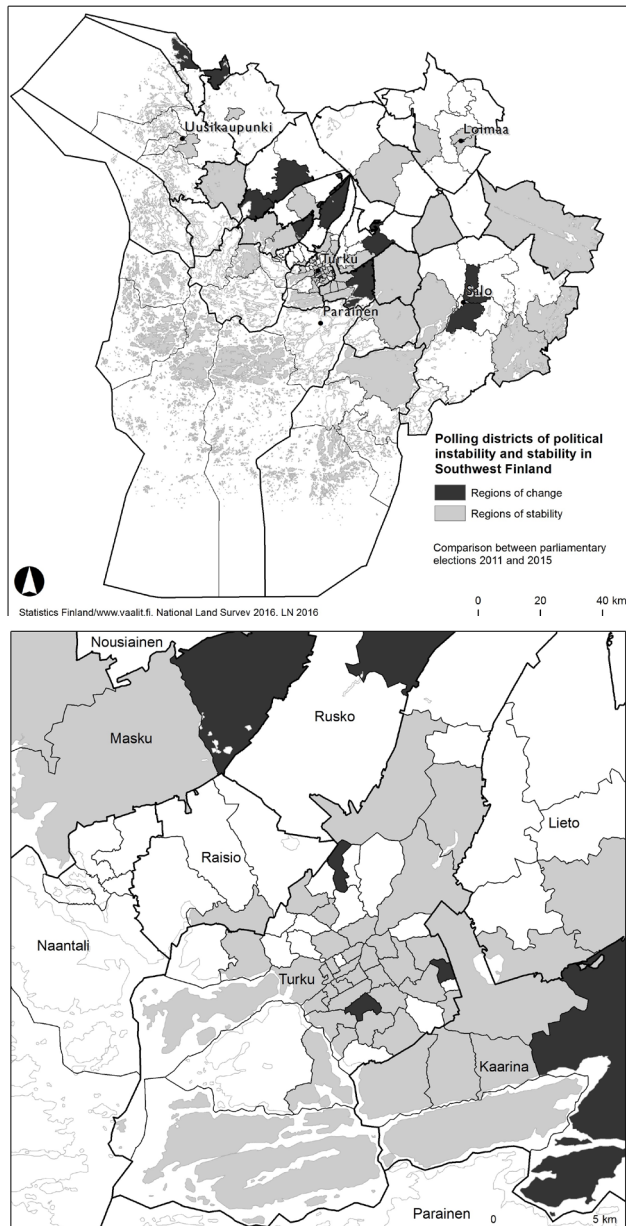 Uusikaupunki
Loimaa
Turku
Salo
Parainen
Polling districts of political
instability and stability in
Southwest Finland
Regions of change
Regions of stability
Comparison between parliamentary
elections 2011 and 2015
Statistics Finland/www.vaalit.fi, National Land Survey 2016, LN 2016
0 20 40 km
Nousiainen
Rusko
Masku
Lieto
Raisio
Naantali
Turku
Kaarina
Parainen
0 5 km